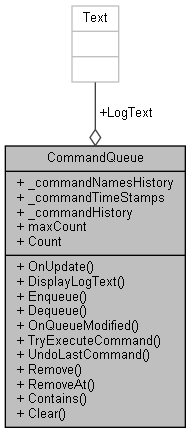 Text
+LogText
CommandQueue
+ _commandNamesHistory
+ _commandTimeStamps
+ _commandHistory
+ maxCount
+ Count
+ OnUpdate()
+ DisplayLogText()
+ Enqueue()
+ Dequeue()
+ OnQueueModified()
+ TryExecuteCommand()
+ UndoLastCommand()
+ Remove()
+ RemoveAt()
+ Contains()
+ Clear()